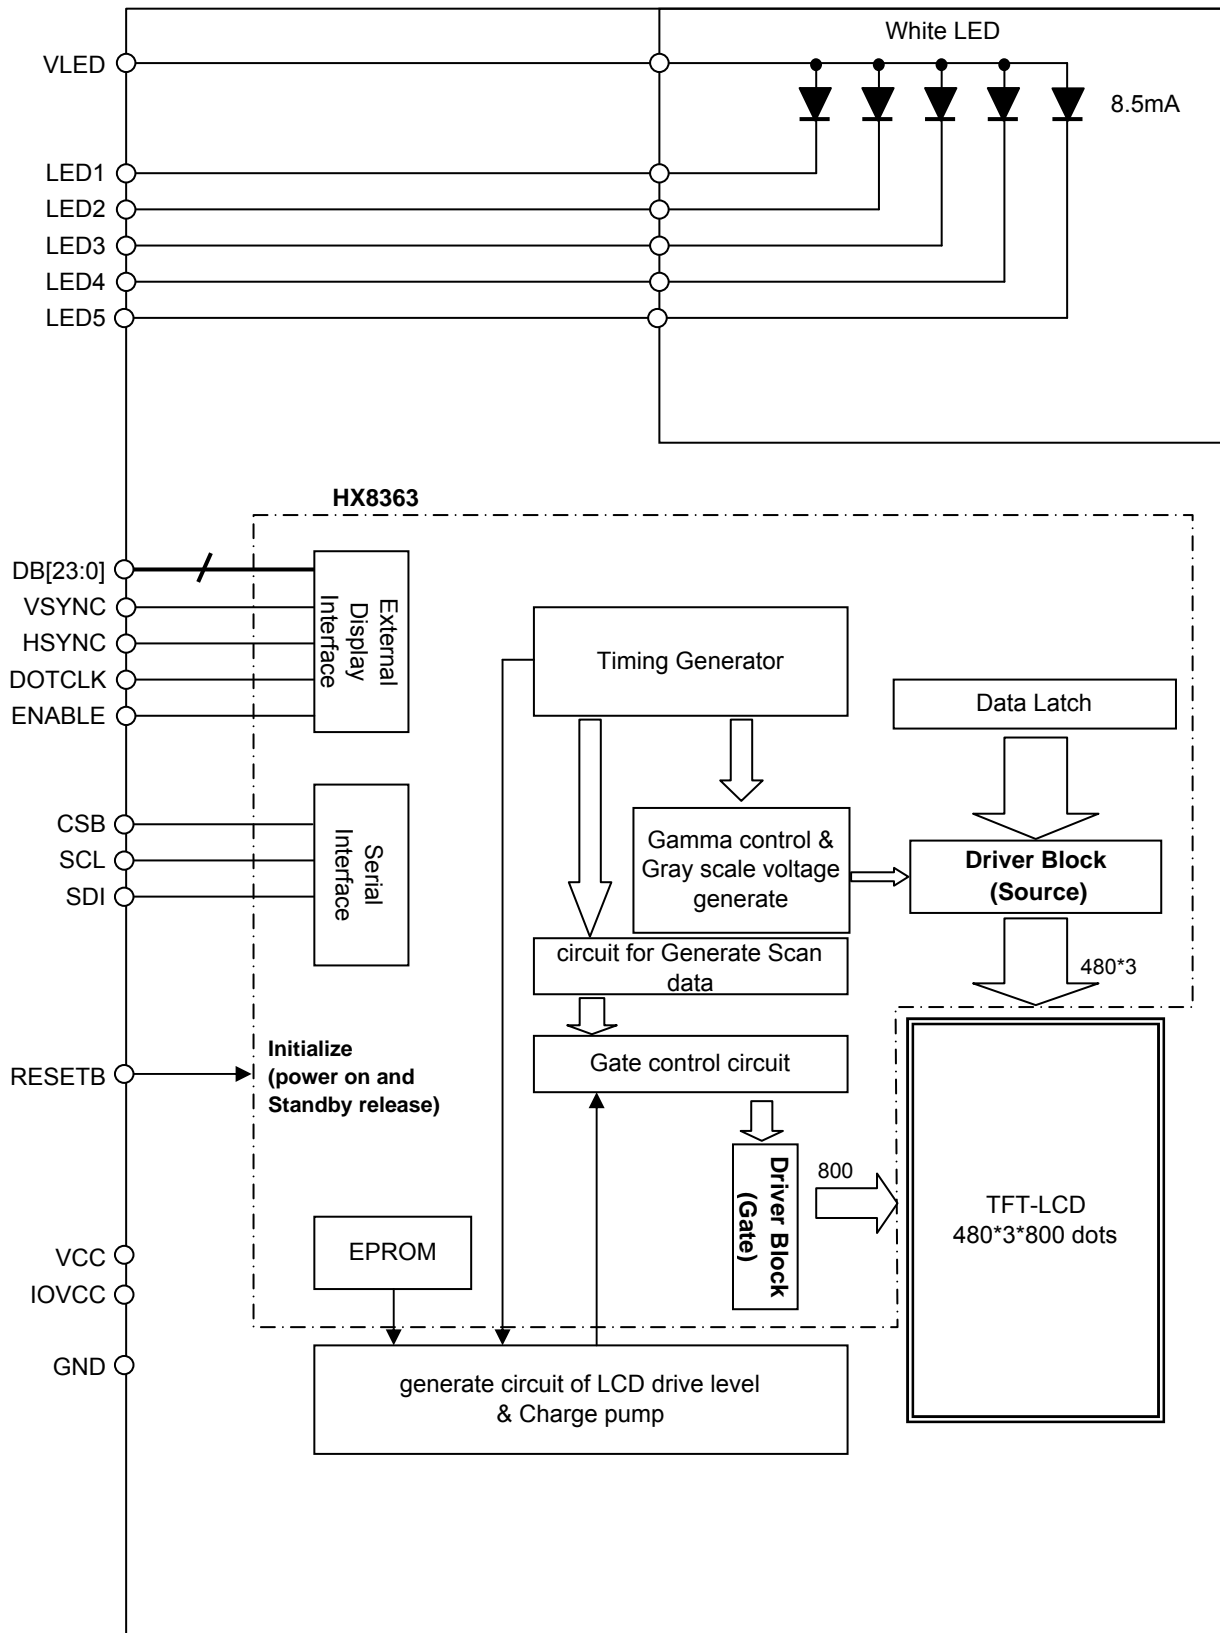 White LED
VLED
8.5mA
LED1
LED2
LED3
LED4
LED5
HX8363
DB[23:0]
VSYNC
HSYNC
DOTCLK
ENABLE
External
Display
Interface
Timing Generator
Data Latch
CSB
SCL
SDI
Serial
Interface
Gamma control &
Gray scale voltage
generate
Driver Block
(Source)
circuit for Generate Scan
data
480*3
Gate control circuit
RESETB
Initialize
(power on and
Standby release)
Driver Block
(Gate)
800
TFT-LCD
480*3*800 dots
EPROM
VCC
IOVCC
GND
generate circuit of LCD drive level
& Charge pump